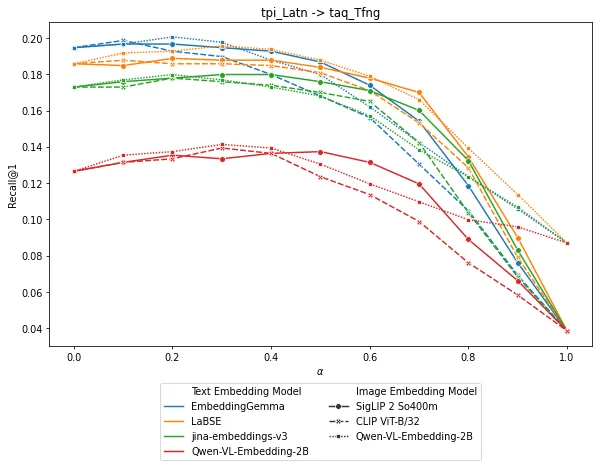 tpi_Latn -> taq_Tfng
Recall@1
0.20
0.18
0.16
0.14
0.12
0.10
0.08
0.06
0.04
0.0 0.2 0.4 0.6 0.8 1.0
α
Text Embedding Model
EmbeddingGemma
LaBSE
jina-embeddings-v3
Qwen-VL-Embedding-2B
Image Embedding Model
SigLIP 2 So400m
CLIP ViT-B/32
Qwen-VL-Embedding-2B